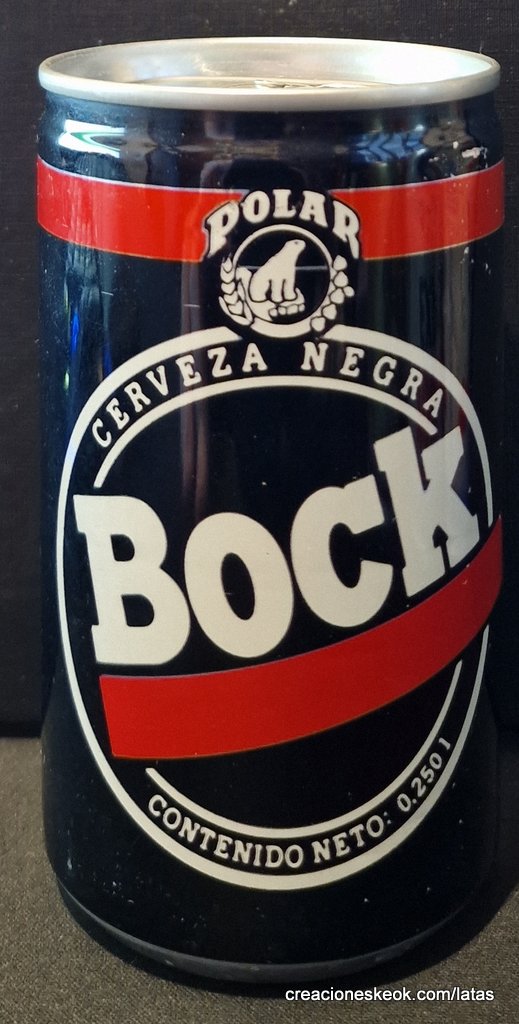 POLAR
CERVEZA NEGRA
BOCK
CONTENIDO NETO: 0.250 l
creacioneskeok.com/latas